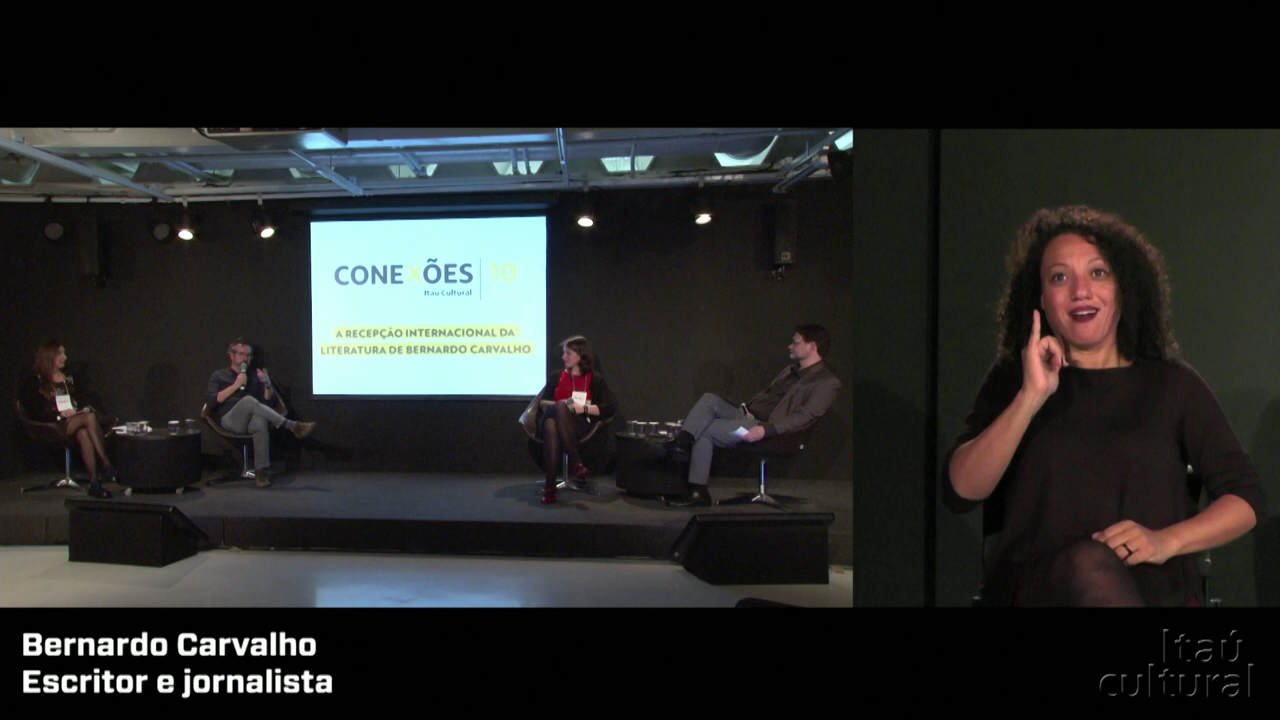 CONEXÕES 10
Itaú Cultural
A RECEPÇÃO INTERNACIONAL DA
LITERATURA DE BERNARDO CARVALHO
Bernardo Carvalho
Escritor e jornalista
Itaú
cultural